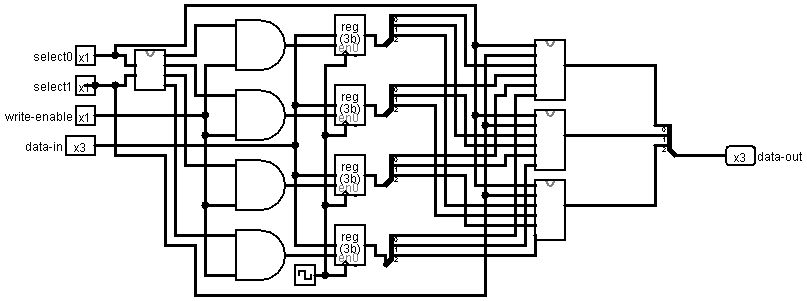 select0 x1
select1 x1
write-enable x1
data-in x3
reg
(3b)
en0
0
1
2
reg
(3b)
en0
0
1
2
reg
(3b)
en0
0
1
2
reg
(3b)
en0
0
1
2
0
1
2
x3 data-out